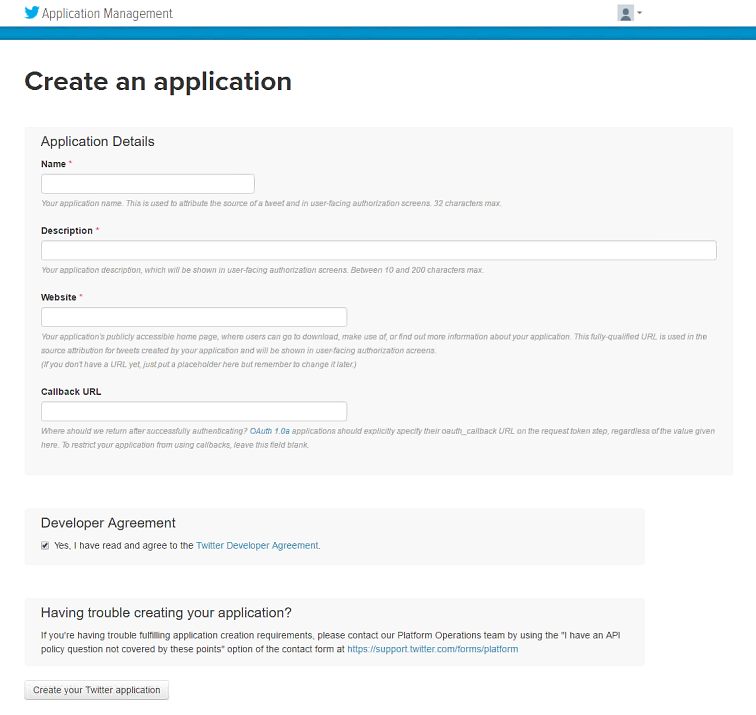 Application Management
Create an application
Application Details
Name *
Your application name. This is used to attribute the source of a tweet and in user-facing authorization screens. 32 characters max.
Description *
Your application description, which will be shown in user-facing authorization screens. Between 10 and 200 characters max.
Website *
Your application's publicly accessible home page, where users can go to download, make use of, or find out more information about your application. This fully-qualified URL is used in the
source attribution for tweets created by your application and will be shown in user-facing authorization screens.
(If you don't have a URL yet, just put a placeholder here but remember to change it later.)
Callback URL
Where should we return after successfully authenticating? OAuth 1.0a applications should explicitly specify their oauth_callback URL on the request token step, regardless of the value given
here. To restrict your application from using callbacks, leave this field blank.
Developer Agreement
Yes, I have read and agree to the Twitter Developer Agreement.
Having trouble creating your application?
If you're having trouble fulfilling application creation requirements, please contact our Platform Operations team by using the "I have an API
policy question not covered by these points" option of the contact form at https://support.twitter.com/forms/platform
Create your Twitter application